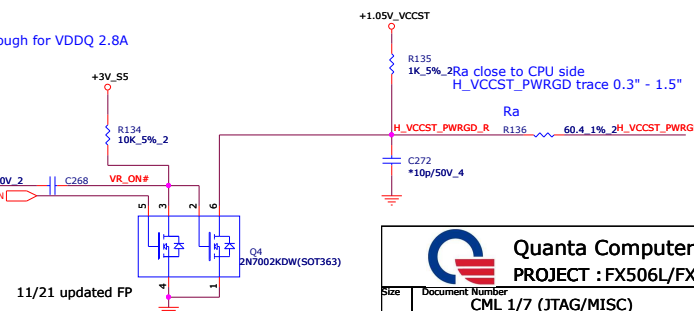 +1.05V_VCCST
ough for VDDQ 2.8A
R135
1K_5%_2
Ra close to CPU side
H_VCCST_PWRGD trace 0.3" - 1.5"
+3V_S5
Ra
R134
10K_5%_2
H_VCCST_PWRGD_R
R136
60.4_1%_2
H_VCCST_PWRG
C272
*10p/50V_4
0V_2
C268
VR_ON#
N
5
3
2
6
Q4
2N7002KDW(SOT363)
4
1
11/21 updated FP
Quanta Computer
PROJECT : FX506L/FX
Size
Document Number
CML 1/7 (JTAG/MISC)